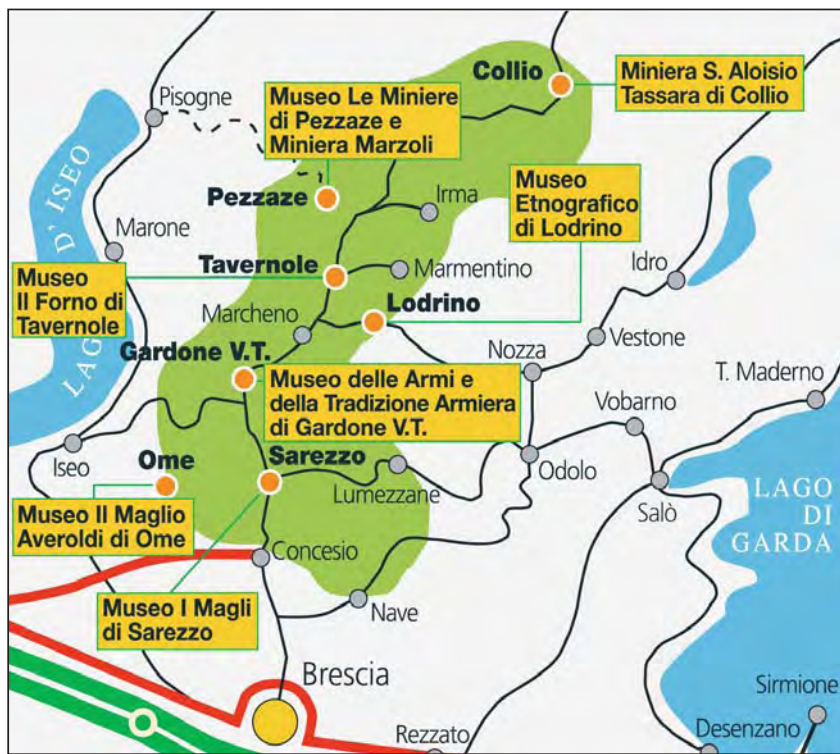 Collio
Miniera S. Aloisio
Tassara di Collio
Pisogne
Museo Le Miniere
di Pezzaze e
Miniera Marzoli
LAGO D' ISEO
Pezzaze
Irma
Museo
Etnografico
di Lodrino
Marone
Tavernole
Marmentino
Idro
Museo
Il Forno di
Tavernole
Marcheno
Lodrino
Vestone
Gardone V.T.
Nozza
T. Maderno
Museo delle Armi e
della Tradizione Armiera
di Gardone V.T.
Vobarno
Iseo
Ome
Sarezzo
Lumezzane
Odolo
Salò
LAGO
DI
GARDA
Museo Il Maglio
Averoldi di Ome
Concesio
Museo I Magli
di Sarezzo
Nave
Brescia
Sirmione
Rezzato
Desenzano